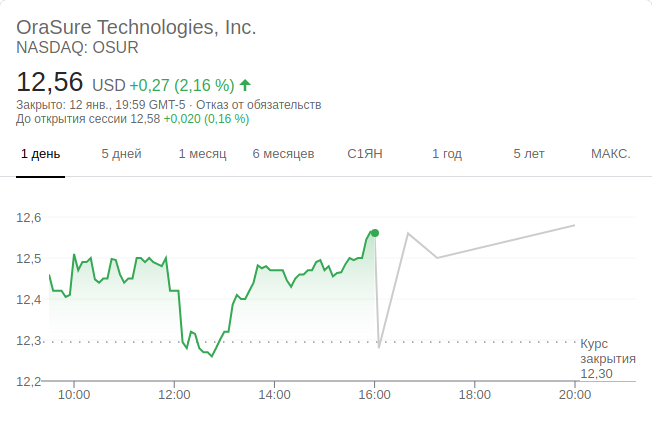 OraSure Technologies, Inc.
NASDAQ: OSUR
12,56 USD +0,27 (2,16 %)
Закрыто: 12 янв., 19:59 GMT-5 · Отказ от обязательств
До открытия сессии 12,58 +0,020 (0,16 %)
1 день 5 дней 1 месяц 6 месяцев С1ЯН 1 год 5 лет МАКС.
12,6
12,5
12,4
12,3
12,2
Курс
закрытия
12,30
10:00 12:00 14:00 16:00 18:00 20:00